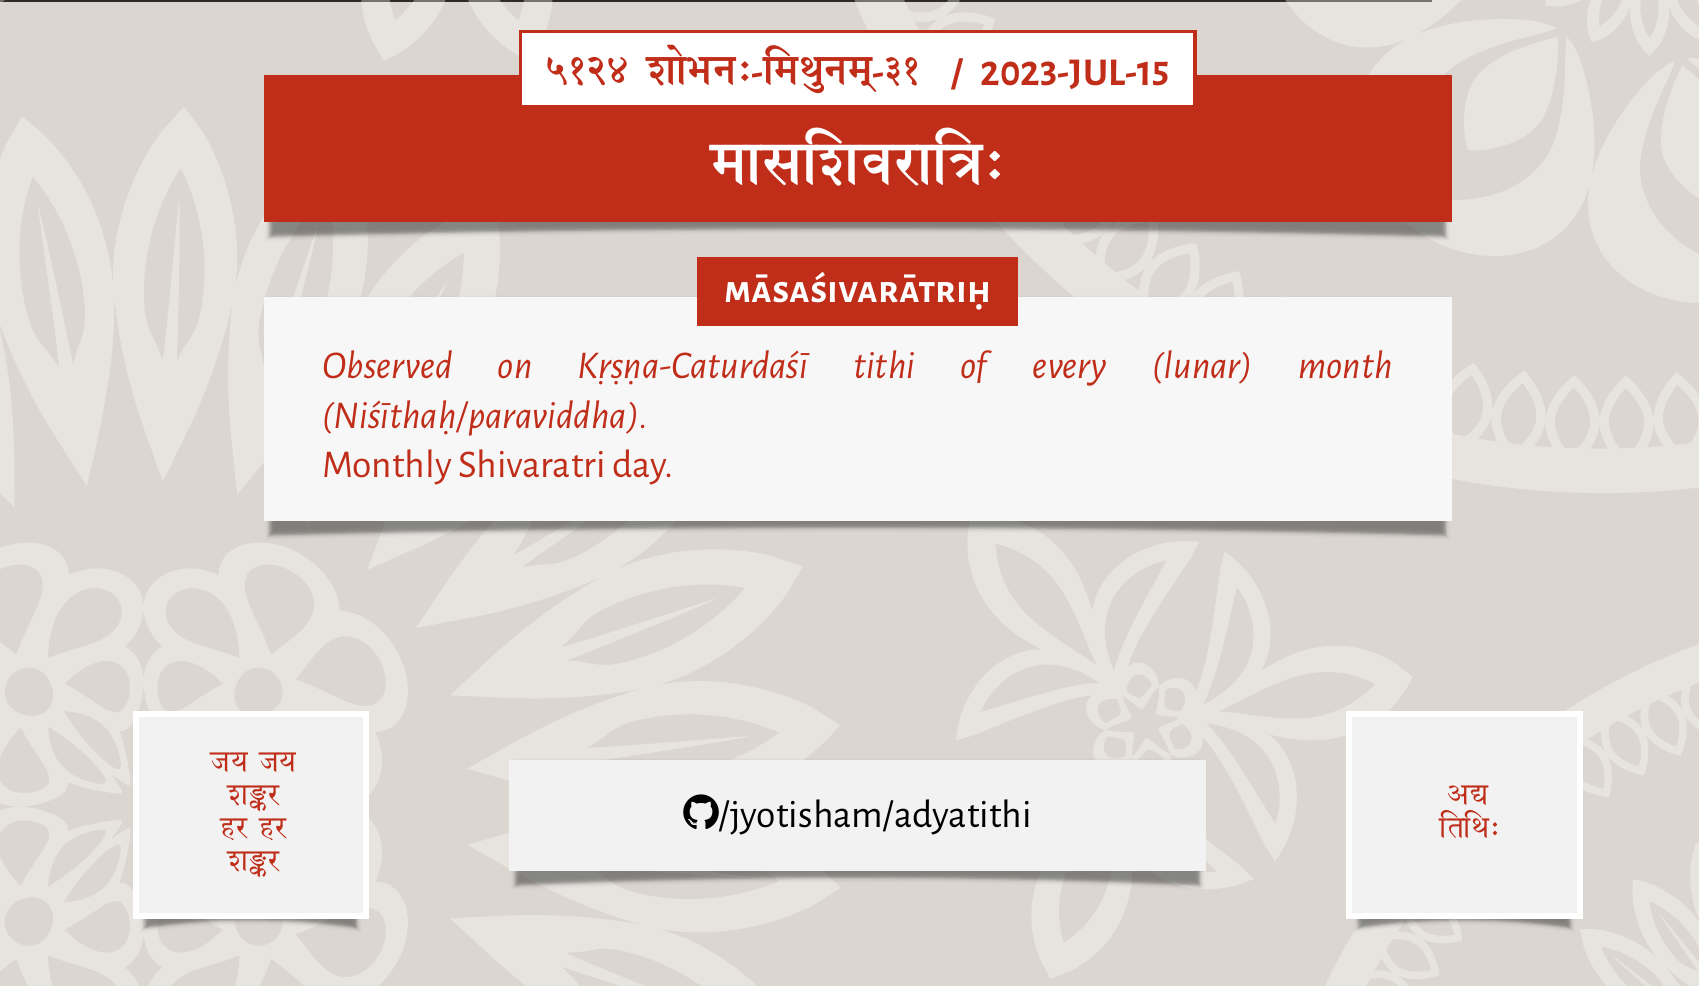 ५१२४ शोभनः-मिथुनम्-३१ / 2023-JUL-15
मासशिवरात्रिः
MĀSAŚIVARĀTRIḤ
Observed on Kṛṣṇa-Caturdaśī tithi of every (lunar) month
(Niśīthaḥ/paraviddha).
Monthly Shivaratri day.
जय जय
शङ्कर
हर हर
शङ्कर
/jyotisham/adyatithi
अद्य
तिथिः